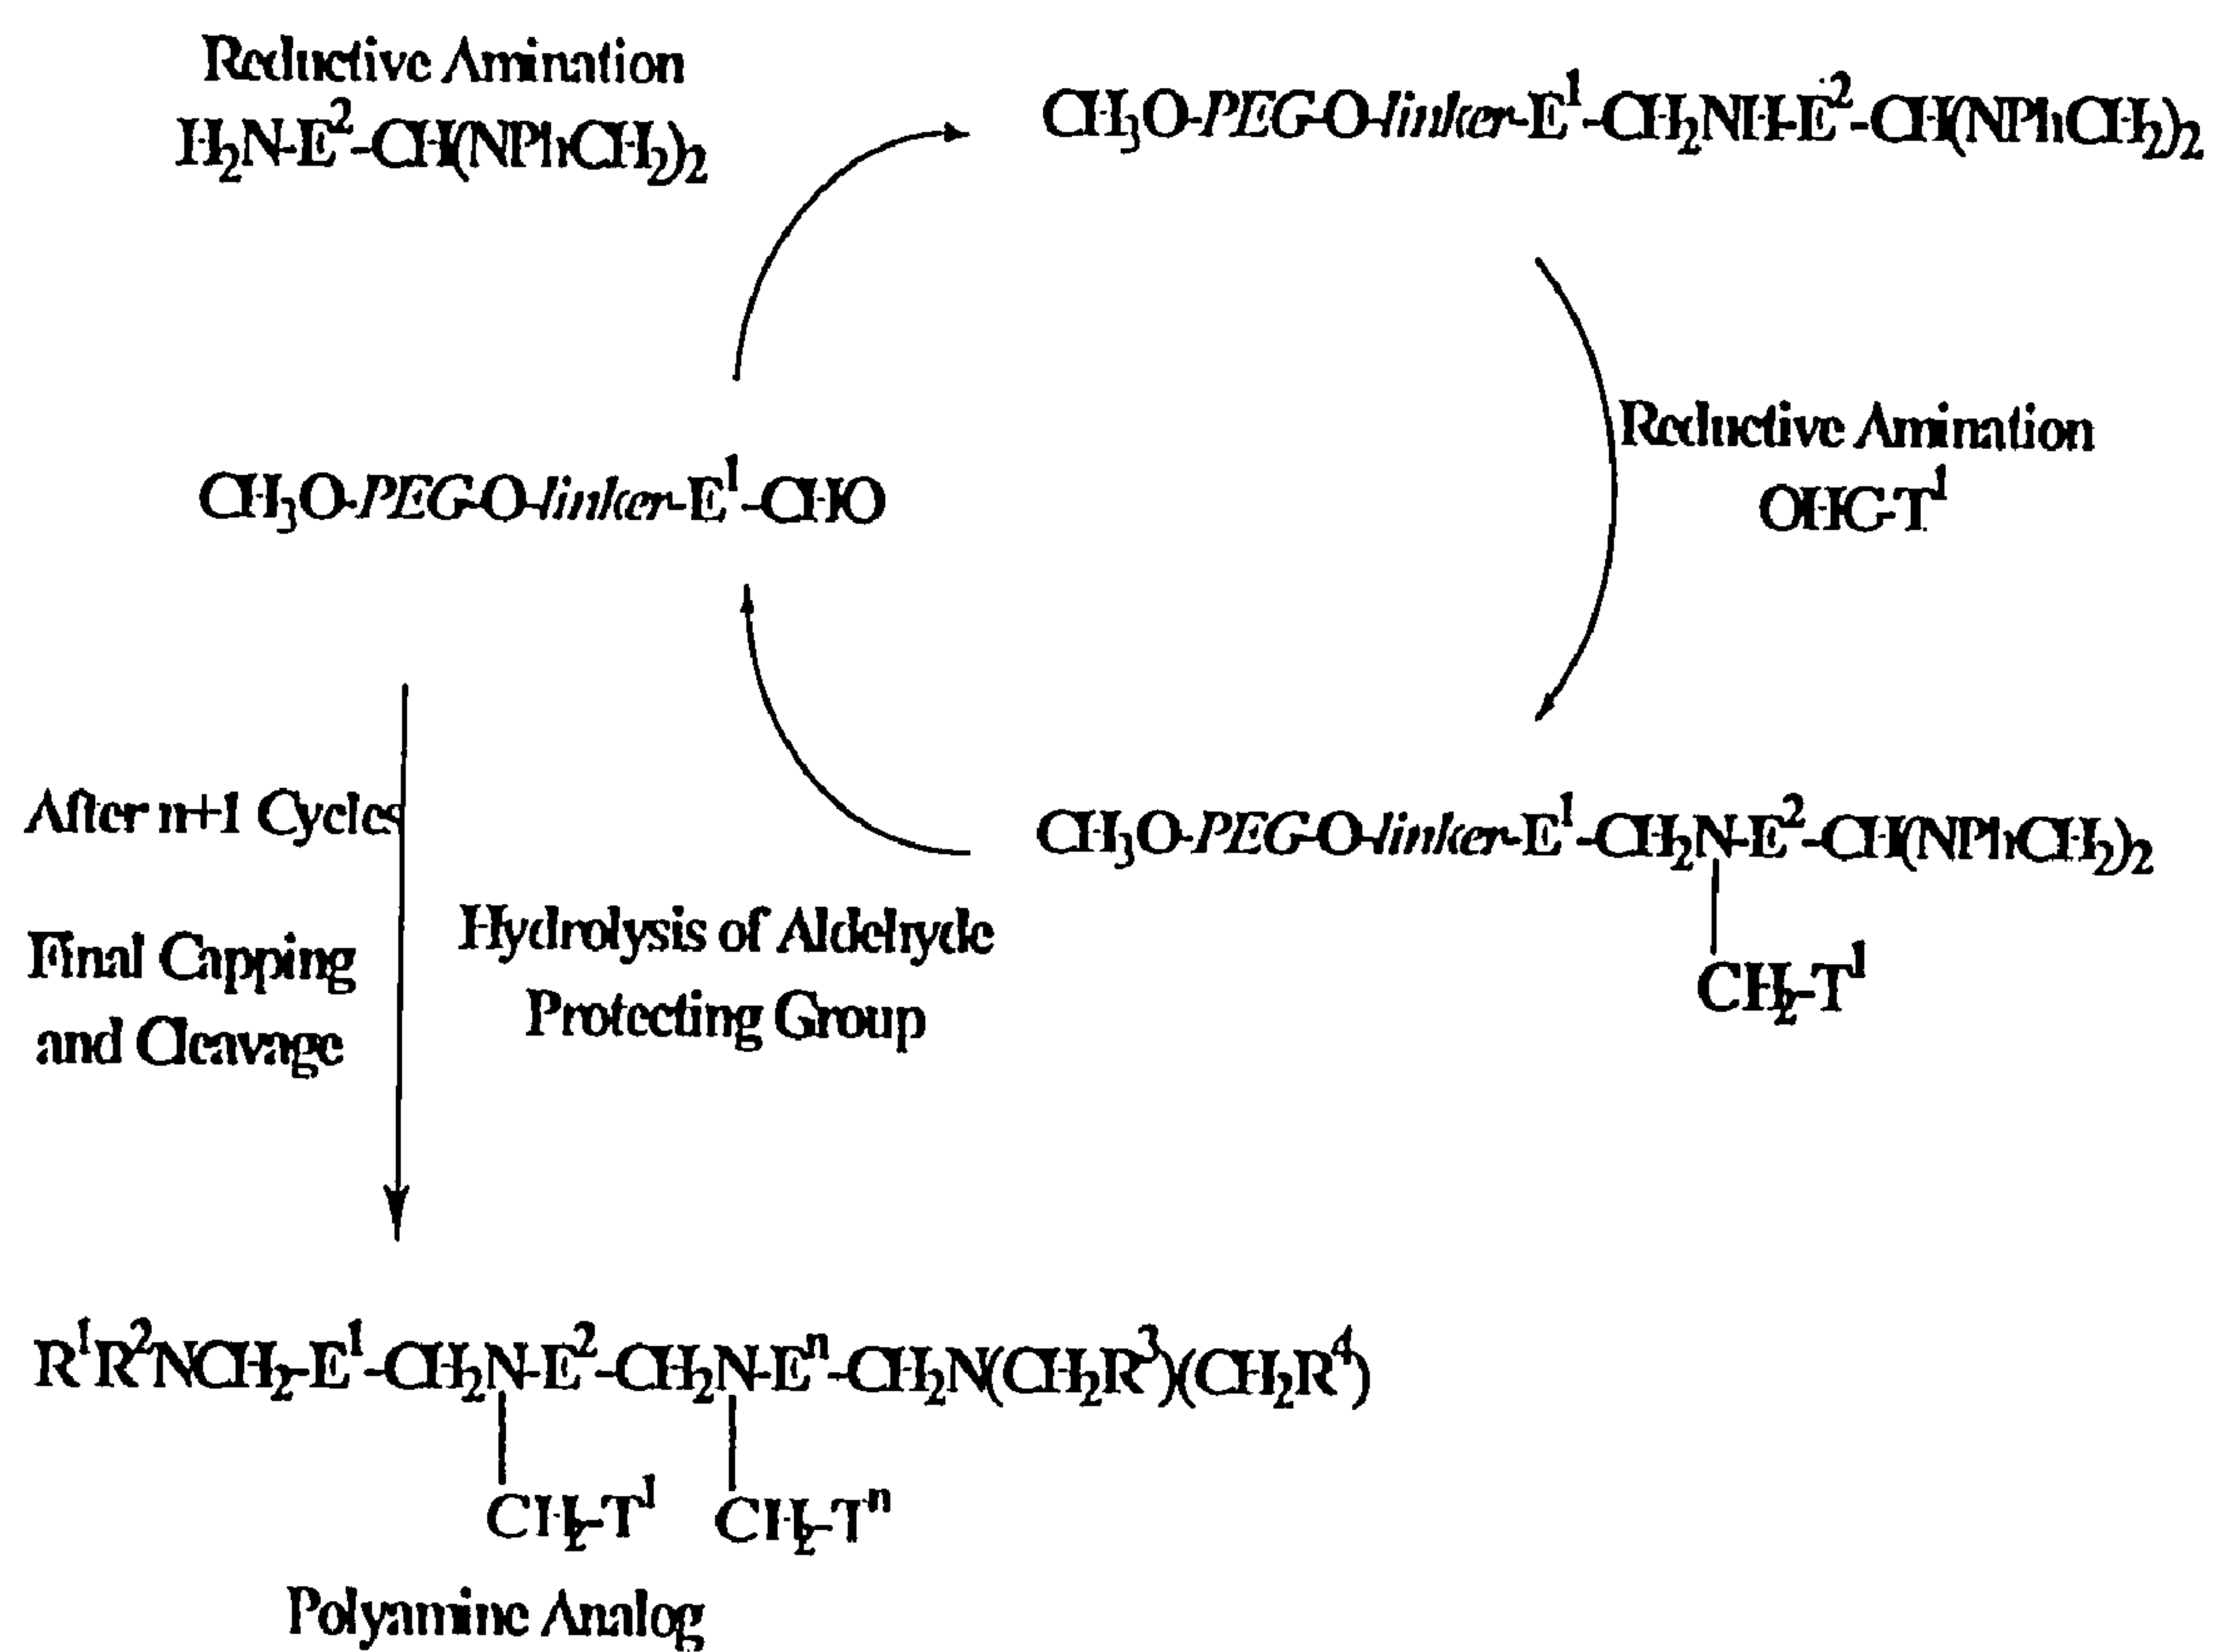 Reductive Amination
H₂N-E²-CH(NPhCH₂)₂
CH₃O-PEG-O-linker-E¹-CH₂NH-E²-CH(NPhCH₂)₂
Reductive Amination
OHC-T¹
CH₃O-PEG-O-linker-E¹-CHO
After n+1 Cycles
Final Capping
and Cleavage
Hydrolysis of Aldehyde
Protecting Group
CH₃O-PEG-O-linker-E¹-CH₂N-E²-CH(NPhCH₂)₂
CH₂-T¹
R¹R²NCH₂-E¹-CH₂N-E²-CH₂N-Eⁿ-CH₂N(CH₂R³)(CH₂R⁴)
CH₂-T¹ CH₂-Tⁿ
Polyamine Analog